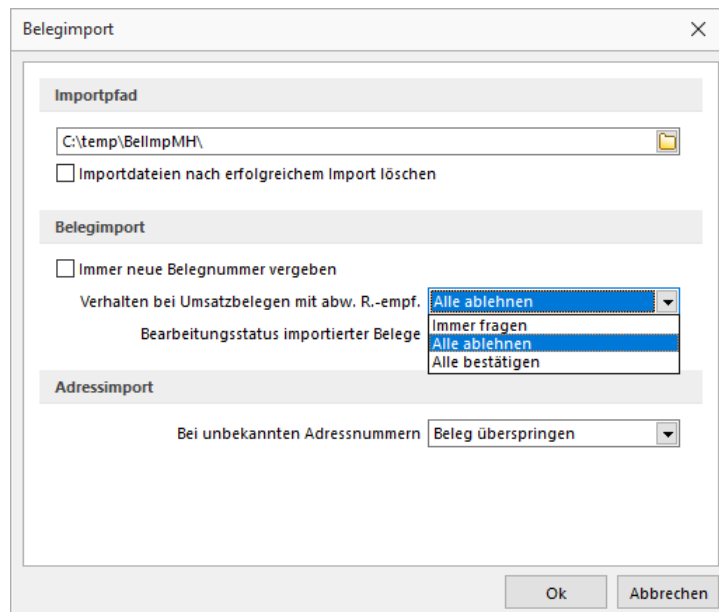 Belegimport
Importpfad
C:\temp\BelImpMH\
Importdateien nach erfolgreichem Import löschen
Belegimport
Immer neue Belegnummer vergeben
Verhalten bei Umsatzbelegen mit abw. R.-empf. Alle ablehnen
Immer fragen
Bearbeitungsstatus importierter Belege Alle ablehnen
Alle bestätigen
Adressimport
Bei unbekannten Adressnummern Beleg überspringen
Ok Abbrechen